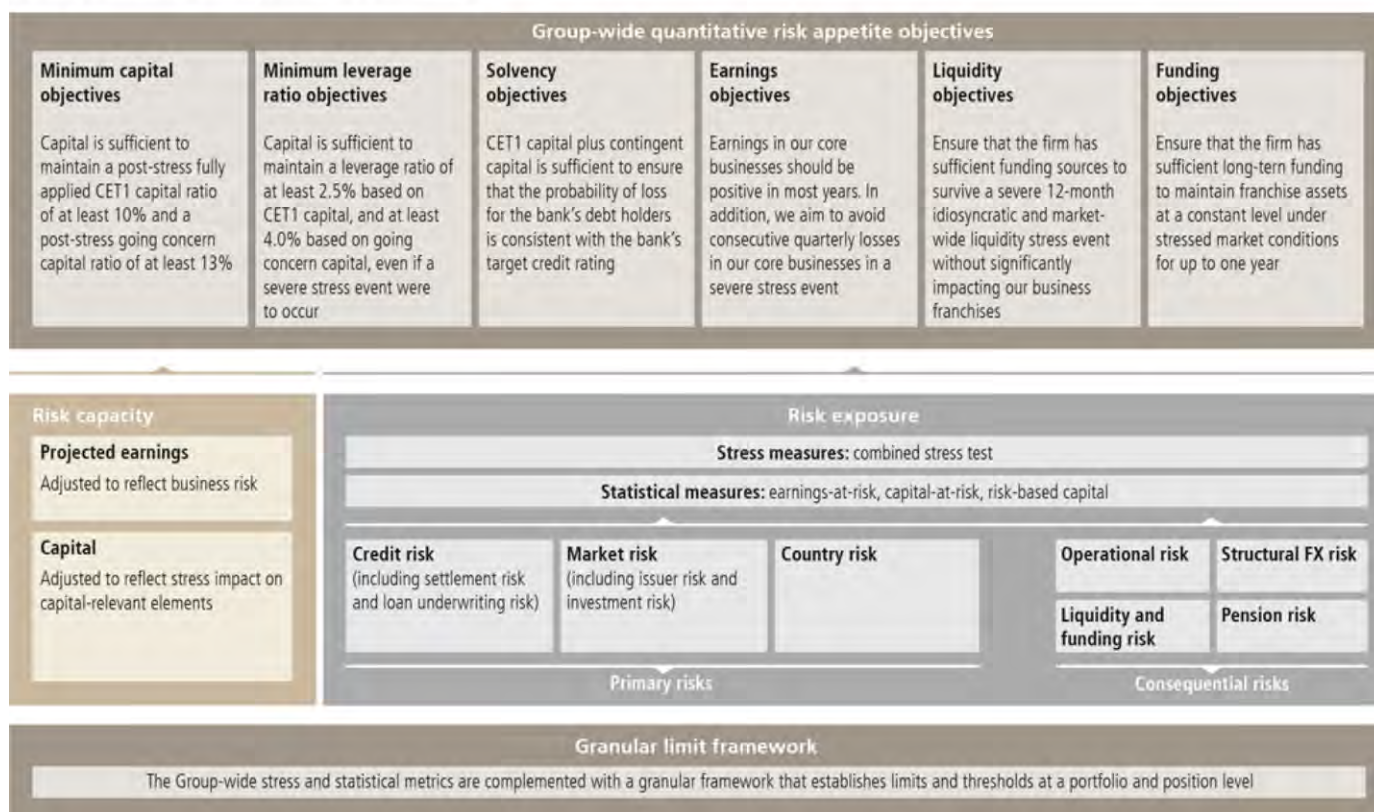 Group-wide quantitative risk appetite objectives
Minimum capital
objectives
Capital is sufficient to
maintain a post-stress fully
applied CET1 capital ratio
of at least 10% and a
post-stress going concern
capital ratio of at least 13%
Minimum leverage
ratio objectives
Capital is sufficient to
maintain a leverage ratio of
at least 2.5% based on
CET1 capital, and at least
4.0% based on going
concern capital, even if a
severe stress event were
to occur
Solvency
objectives
CET1 capital plus contingent
capital is sufficient to ensure
that the probability of loss
for the bank's debt holders
is consistent with the bank's
target credit rating
Earnings
objectives
Earnings in our core
businesses should be
positive in most years. In
addition, we aim to avoid
consecutive quarterly losses
in our core businesses in a
severe stress event
Liquidity
objectives
Ensure that the firm has
sufficient funding sources to
survive a severe 12-month
idiosyncratic and market-
wide liquidity stress event
without significantly
impacting our business
franchises
Funding
objectives
Ensure that the firm has
sufficient long-term funding
to maintain franchise assets
at a constant level under
stressed market conditions
for up to one year
Risk capacity
Projected earnings
Adjusted to reflect business risk
Capital
Adjusted to reflect stress impact on
capital-relevant elements
Risk exposure
Stress measures: combined stress test
Statistical measures: earnings-at-risk, capital-at-risk, risk-based capital
Credit risk
(including settlement risk
and loan underwriting risk)
Market risk
(including issuer risk and
investment risk)
Country risk
Primary risks
Operational risk
Structural FX risk
Liquidity and
funding risk
Pension risk
Consequential risks
Granular limit framework
The Group-wide stress and statistical metrics are complemented with a granular framework that establishes limits and thresholds at a portfolio and position level